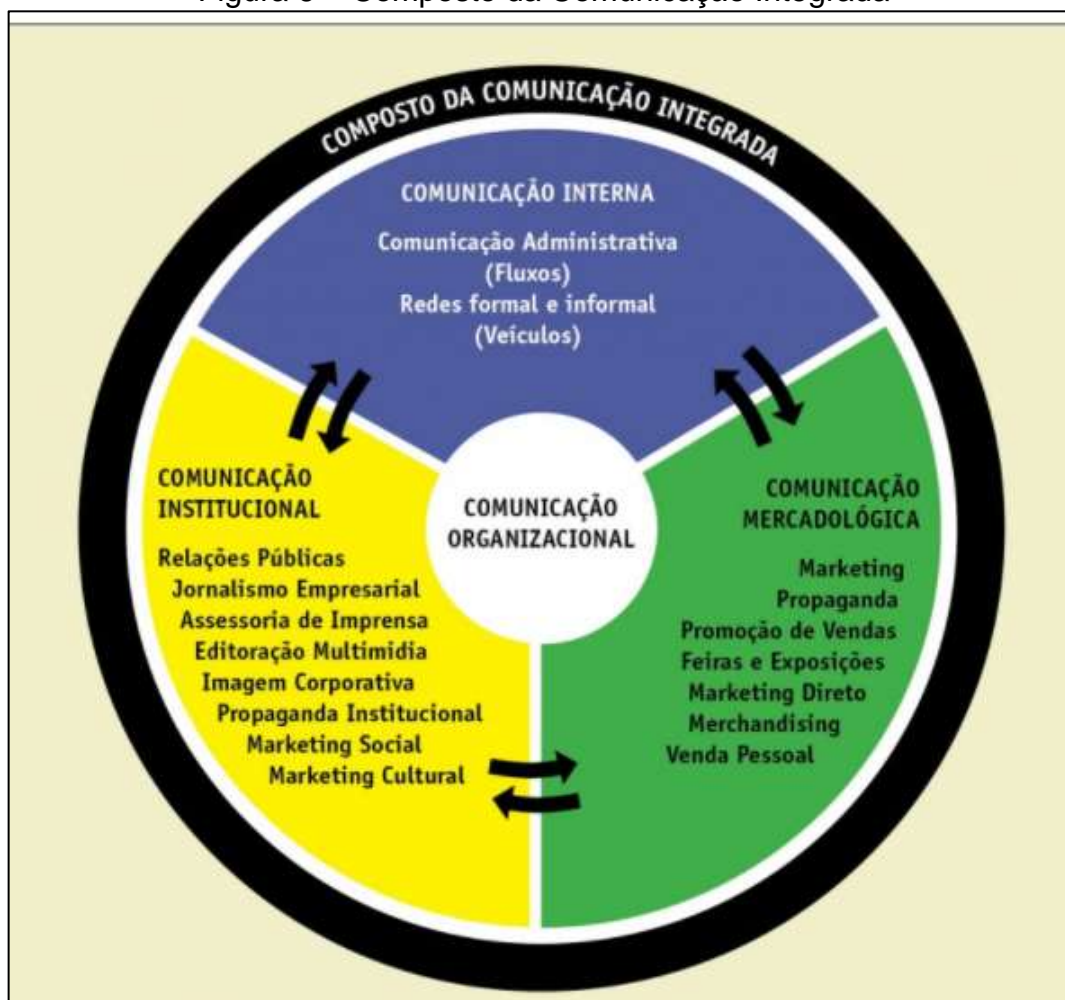 COMPOSTO DA COMUNICAÇÃO INTEGRADA
COMUNICAÇÃO INTERNA
Comunicação Administrativa
(Fluxos)
Redes formal e informal
(Veículos)
COMUNICAÇÃO
INSTITUCIONAL
Relações Públicas
Jornalismo Empresarial
Assessoria de Imprensa
Editoração Multimidia
Imagem Corporativa
Propaganda Institucional
Marketing Social
Marketing Cultural
COMUNICAÇÃO
ORGANIZACIONAL
COMUNICAÇÃO
MERCADOLÓGICA
Marketing
Propaganda
Promoção de Vendas
Feiras e Exposições
Marketing Direto
Merchandising
Venda Pessoal